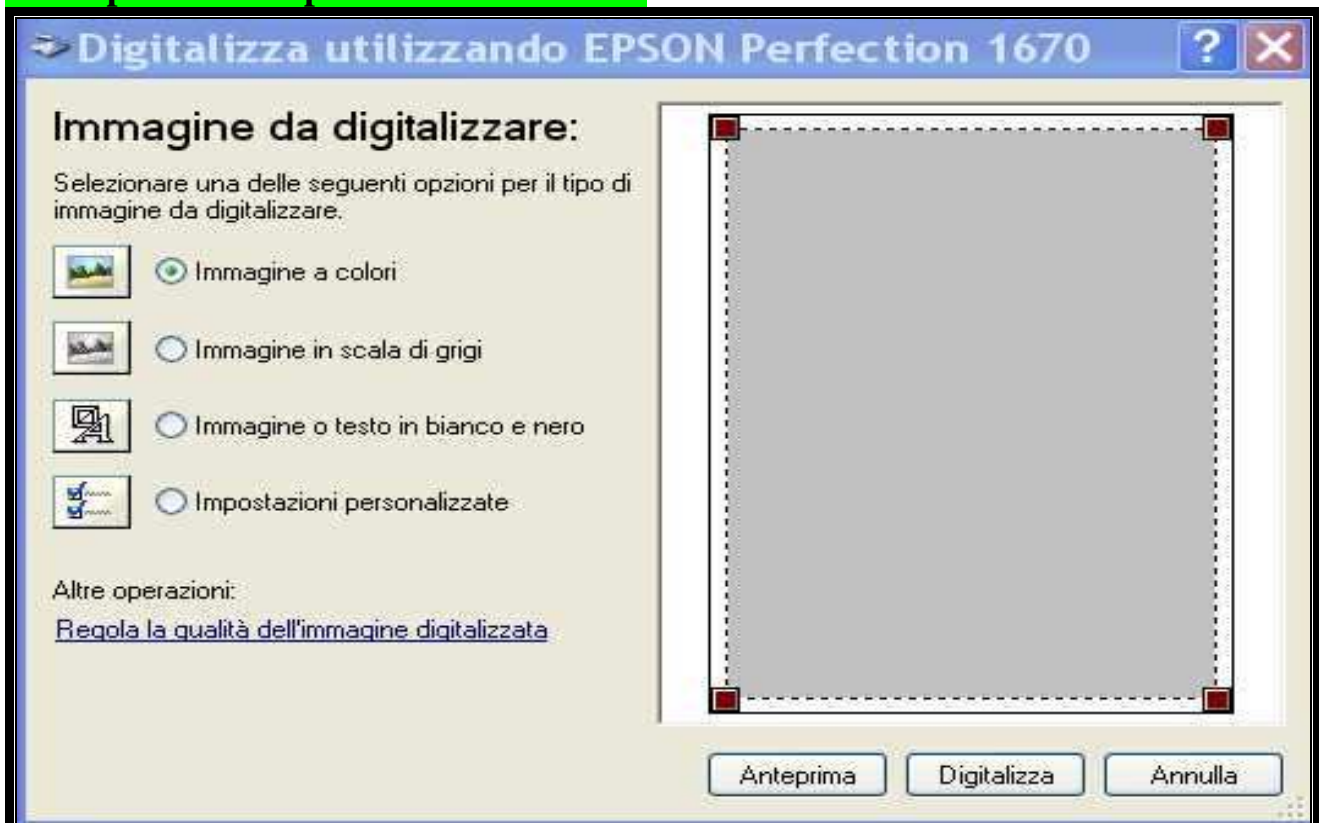 Digitalizza utilizzando EPSON Perfection 1670
Immagine da digitalizzare:
Selezionare una delle seguenti opzioni per il tipo di
immagine da digitalizzare.
Immagine a colori
Immagine in scala di grigi
Immagine o testo in bianco e nero
Impostazioni personalizzate
Altre operazioni:
Regola la qualità dell'immagine digitalizzata
Anteprima Digitalizza Annulla